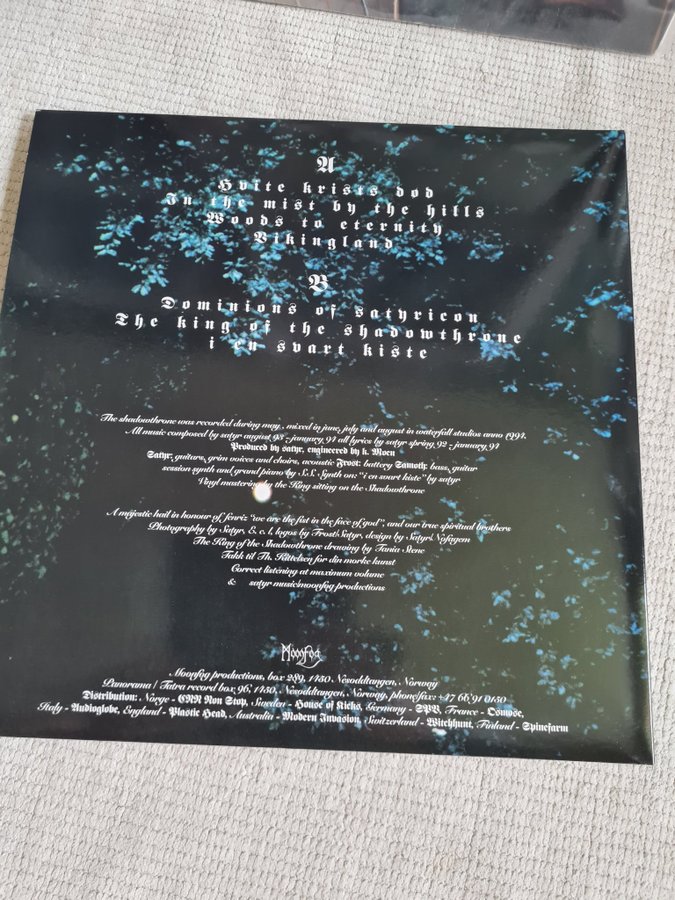 A
Hvite krists død
In the mist by the hills
Woods to eternity
Vikingland
B
Dominions of satyricon
The king of the shadowthrone
i en svart kiste
The shadowthrone was recorded during may, mixed in june, july and august in waterfall studios anno 1994.
All music composed by satyr august 93 - january 94 all lyrics by satyr spring 92 - january 94
Produced by satyr, engineered by k. Moen
Satyr: guitars, grim voices and choirs, acoustic Frost: battery Samoth: bass, guitar
session synth and grand piano by S.S. Synth on: "i en svart kiste" by satyr
Vinyl mastering by the King sitting on the Shadowthrone
A majestic hail in honour of fenriz "we are the fist in the face of god", and our true spiritual brothers
Photography by Satyr, logos by Frost/Satyr, design by Satyr/Nofagem
The King of the Shadowthrone drawing by Tania Stene
Takk til Th. Kittelsen for din mørke kunst
Correct listening at maximum volume
& satyr music/moonfog productions
Moonfog
Moonfog productions, box 289, 1450, Nesoddtangen, Norway
Panorama / Tatra record box 96, 1450, Nesoddtangen, Norway, phone/fax: +47 66 91 0150
Distribution: Norge - Non Stop, Sweden - House of Kicks, Germany - SPV, France - Osmose,
Italy - Audioglobe, England - Plastic Head, Australia - Modern Invasion, Switzerland - Witchhunt, Finland - Spinefarm